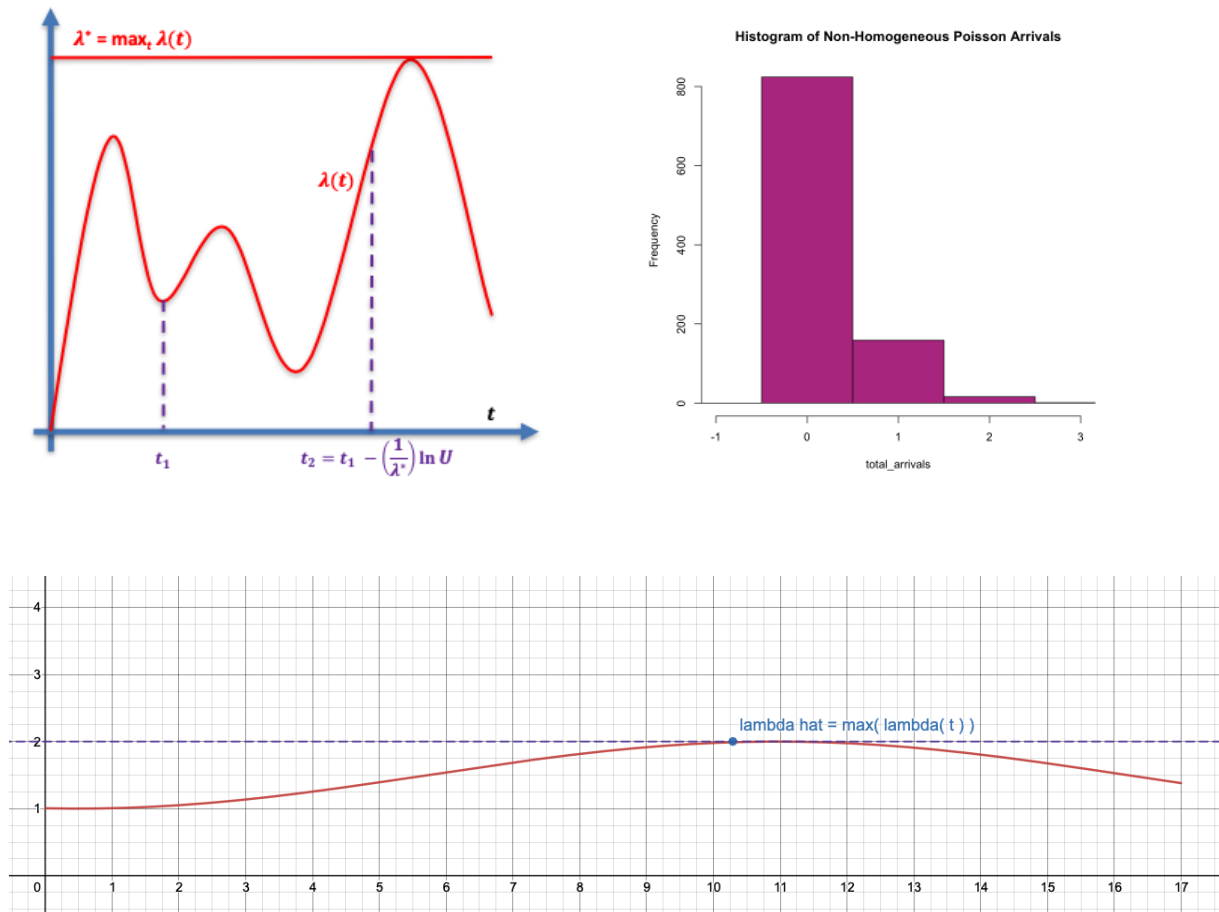 λ* = maxₜ λ(t)
λ(t)
t
t₁
t₂ = t₁ − (1/λ*) ln U
Histogram of Non-Homogeneous Poisson Arrivals
Frequency
800
600
400
200
0
-1 0 1 2 3
total_arrivals
4
3
lambda hat = max( lambda( t ) )
2
1
0 1 2 3 4 5 6 7 8 9 10 11 12 13 14 15 16 17